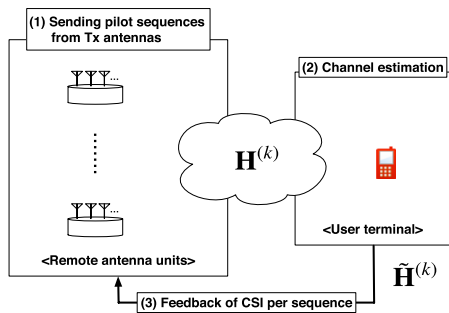 (1) Sending pilot sequences
from Tx antennas
(2) Channel estimation
...
H^(k)
...
<Remote antenna units>
<User terminal>
H̃^(k)
(3) Feedback of CSI per sequence